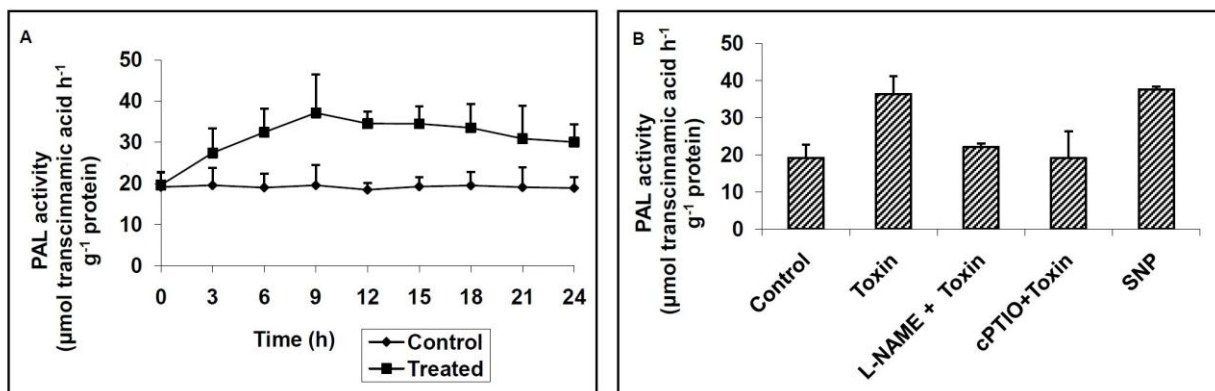 A
PAL activity
(µmol transcinnamic acid h⁻¹
g⁻¹ protein)
50
40
30
20
10
0
0 3 6 9 12 15 18 21 24
Time (h)
Control
Treated
B
PAL activity
(µmol transcinnamic acid h⁻¹
g⁻¹ protein)
50
40
30
20
10
0
Control
Toxin
L-NAME + Toxin
cPTIO+Toxin
SNP